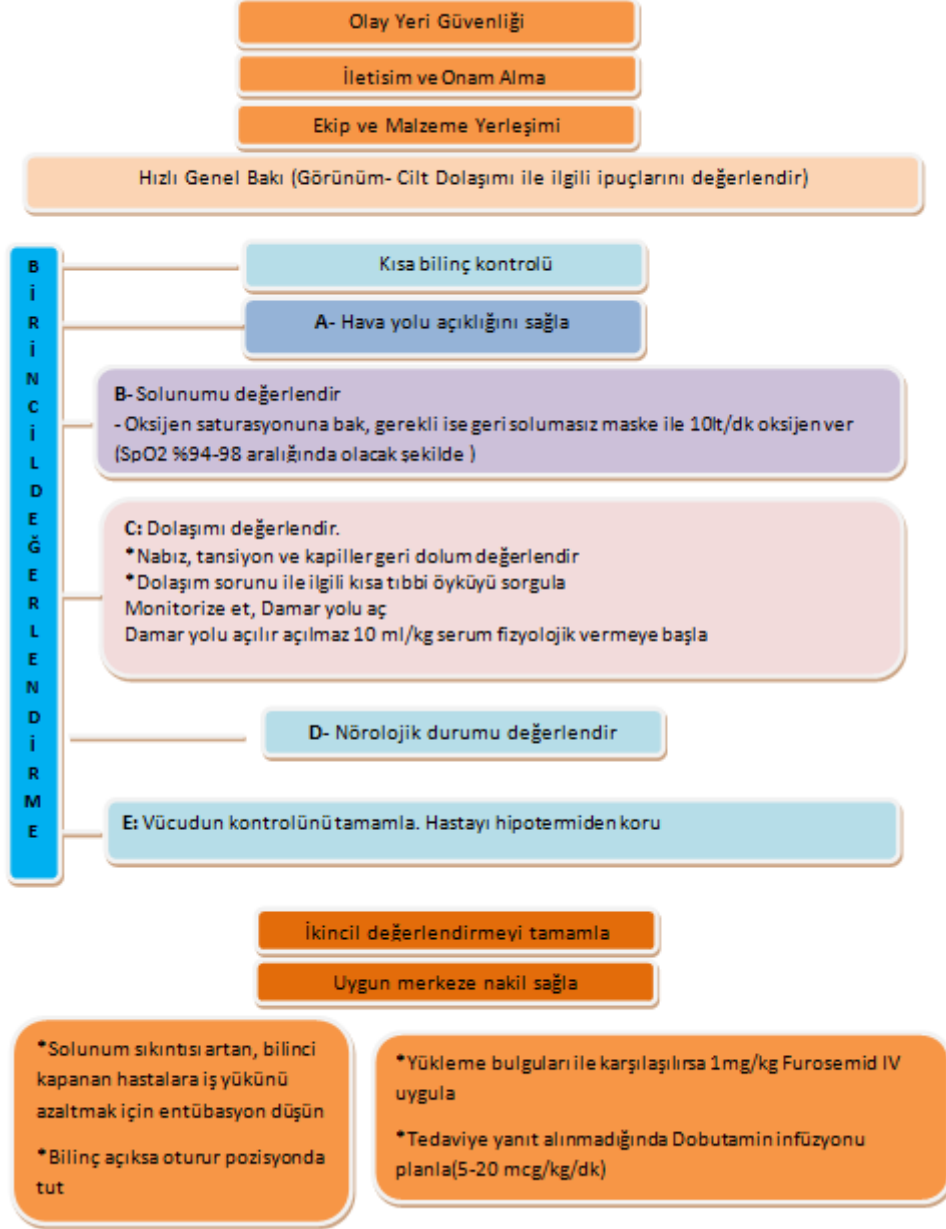 Olay Yeri Güvenliği
İletisim ve Onam Alma
Ekip ve Malzeme Yerleşimi
Hızlı Genel Bakı (Görünüm- Cilt Dolaşımı ile ilgili ipuçlarını değerlendir)
BİRİNCİL DEĞERLENDİRME
Kısa bilinç kontrolü
A- Hava yolu açıklığını sağla
B- Solunumu değerlendir
- Oksijen saturasyonuna bak, gerekli ise geri solumasız maske ile 10lt/dk oksijen ver
(SpO2 %94-98 aralığında olacak şekilde )
C: Dolaşımı değerlendir.
*Nabız, tansiyon ve kapiller geri dolum değerlendir
*Dolaşım sorunu ile ilgili kısa tıbbi öyküyü sorgula
Monitorize et, Damar yolu aç
Damar yolu açılır açılmaz 10 ml/kg serum fizyolojik vermeye başla
D- Nörolojik durumu değerlendir
E: Vücudun kontrolünü tamamla. Hastayı hipotermiden koru
İkincil değerlendirmeyi tamamla
Uygun merkeze nakil sağla
*Solunum sıkıntısı artan, bilinci
kapanan hastalara iş yükünü
azaltmak için entübasyon düşün
*Bilinç açıksa oturur pozisyonda
tut
*Yükleme bulguları ile karşılaşılırsa 1mg/kg Furosemid IV
uygula
*Tedaviye yanıt alınmadığında Dobutamin infüzyonu
planla(5-20 mcg/kg/dk)